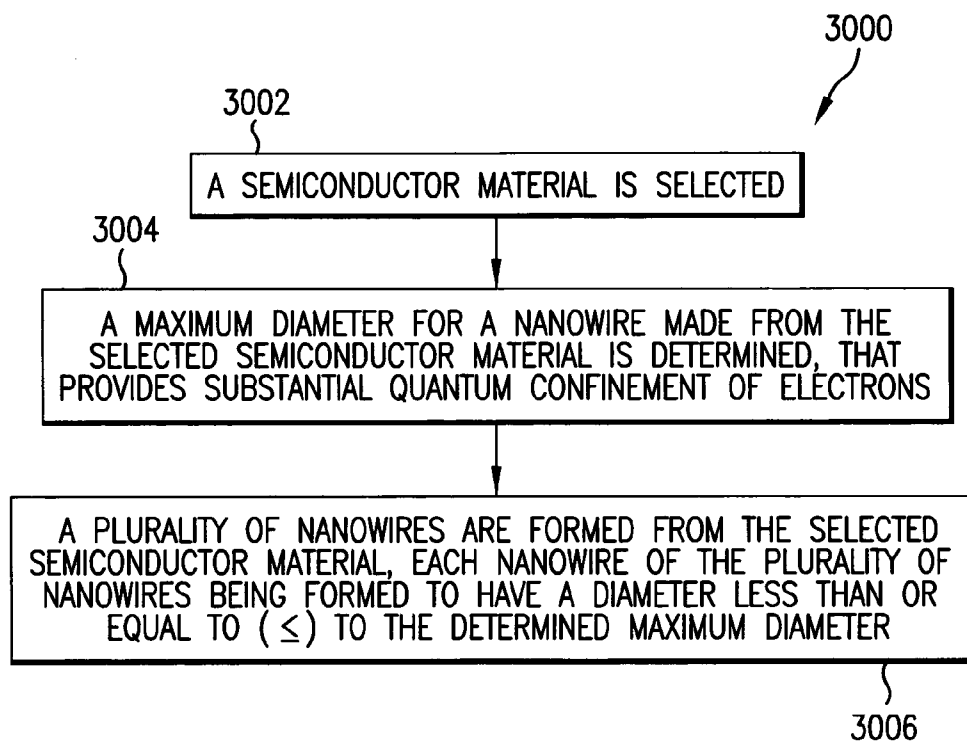 3000
3002
A SEMICONDUCTOR MATERIAL IS SELECTED
3004
A MAXIMUM DIAMETER FOR A NANOWIRE MADE FROM THE
SELECTED SEMICONDUCTOR MATERIAL IS DETERMINED, THAT
PROVIDES SUBSTANTIAL QUANTUM CONFINEMENT OF ELECTRONS
A PLURALITY OF NANOWIRES ARE FORMED FROM THE SELECTED
SEMICONDUCTOR MATERIAL, EACH NANOWIRE OF THE PLURALITY OF
NANOWIRES BEING FORMED TO HAVE A DIAMETER LESS THAN OR
EQUAL TO (≤) TO THE DETERMINED MAXIMUM DIAMETER
3006